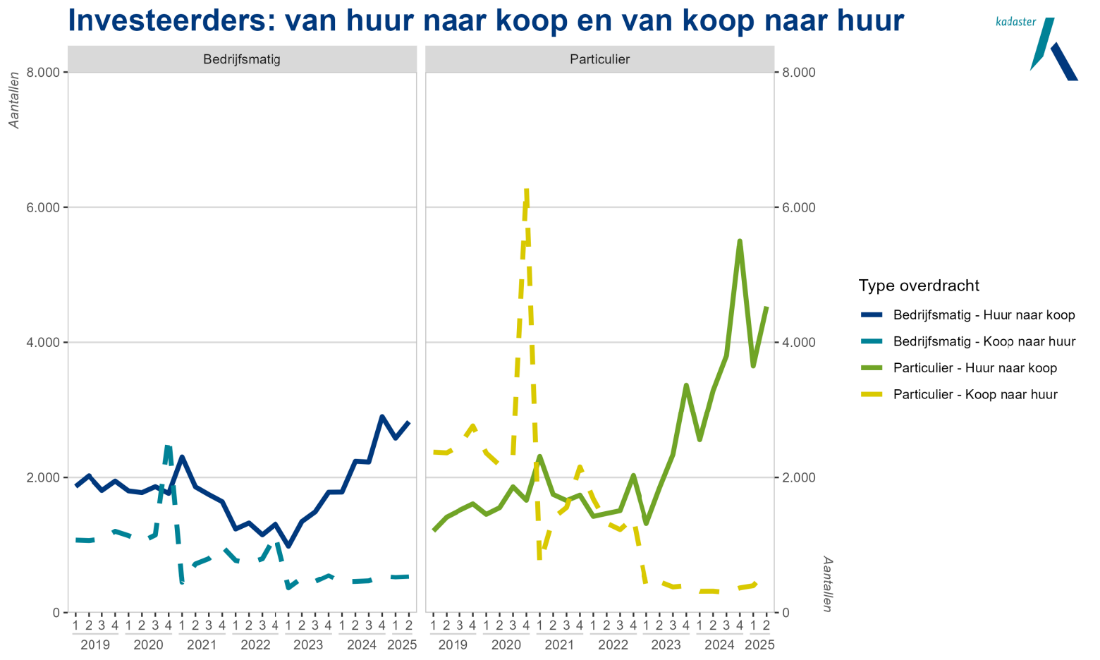 Investeerders: van huur naar koop en van koop naar huur
kadaster
Bedrijfsmatig
Particulier
Aantallen
8.000
6.000
4.000
2.000
0
8.000
6.000
4.000
2.000
0
Aantallen
1 2 3 4 1 2 3 4 1 2 3 4 1 2 3 4 1 2 3 4 1 2 3 4 1 2
2019 2020 2021 2022 2023 2024 2025
1 2 3 4 1 2 3 4 1 2 3 4 1 2 3 4 1 2 3 4 1 2 3 4 1 2
2019 2020 2021 2022 2023 2024 2025
Type overdracht
Bedrijfsmatig - Huur naar koop
Bedrijfsmatig - Koop naar huur
Particulier - Huur naar koop
Particulier - Koop naar huur